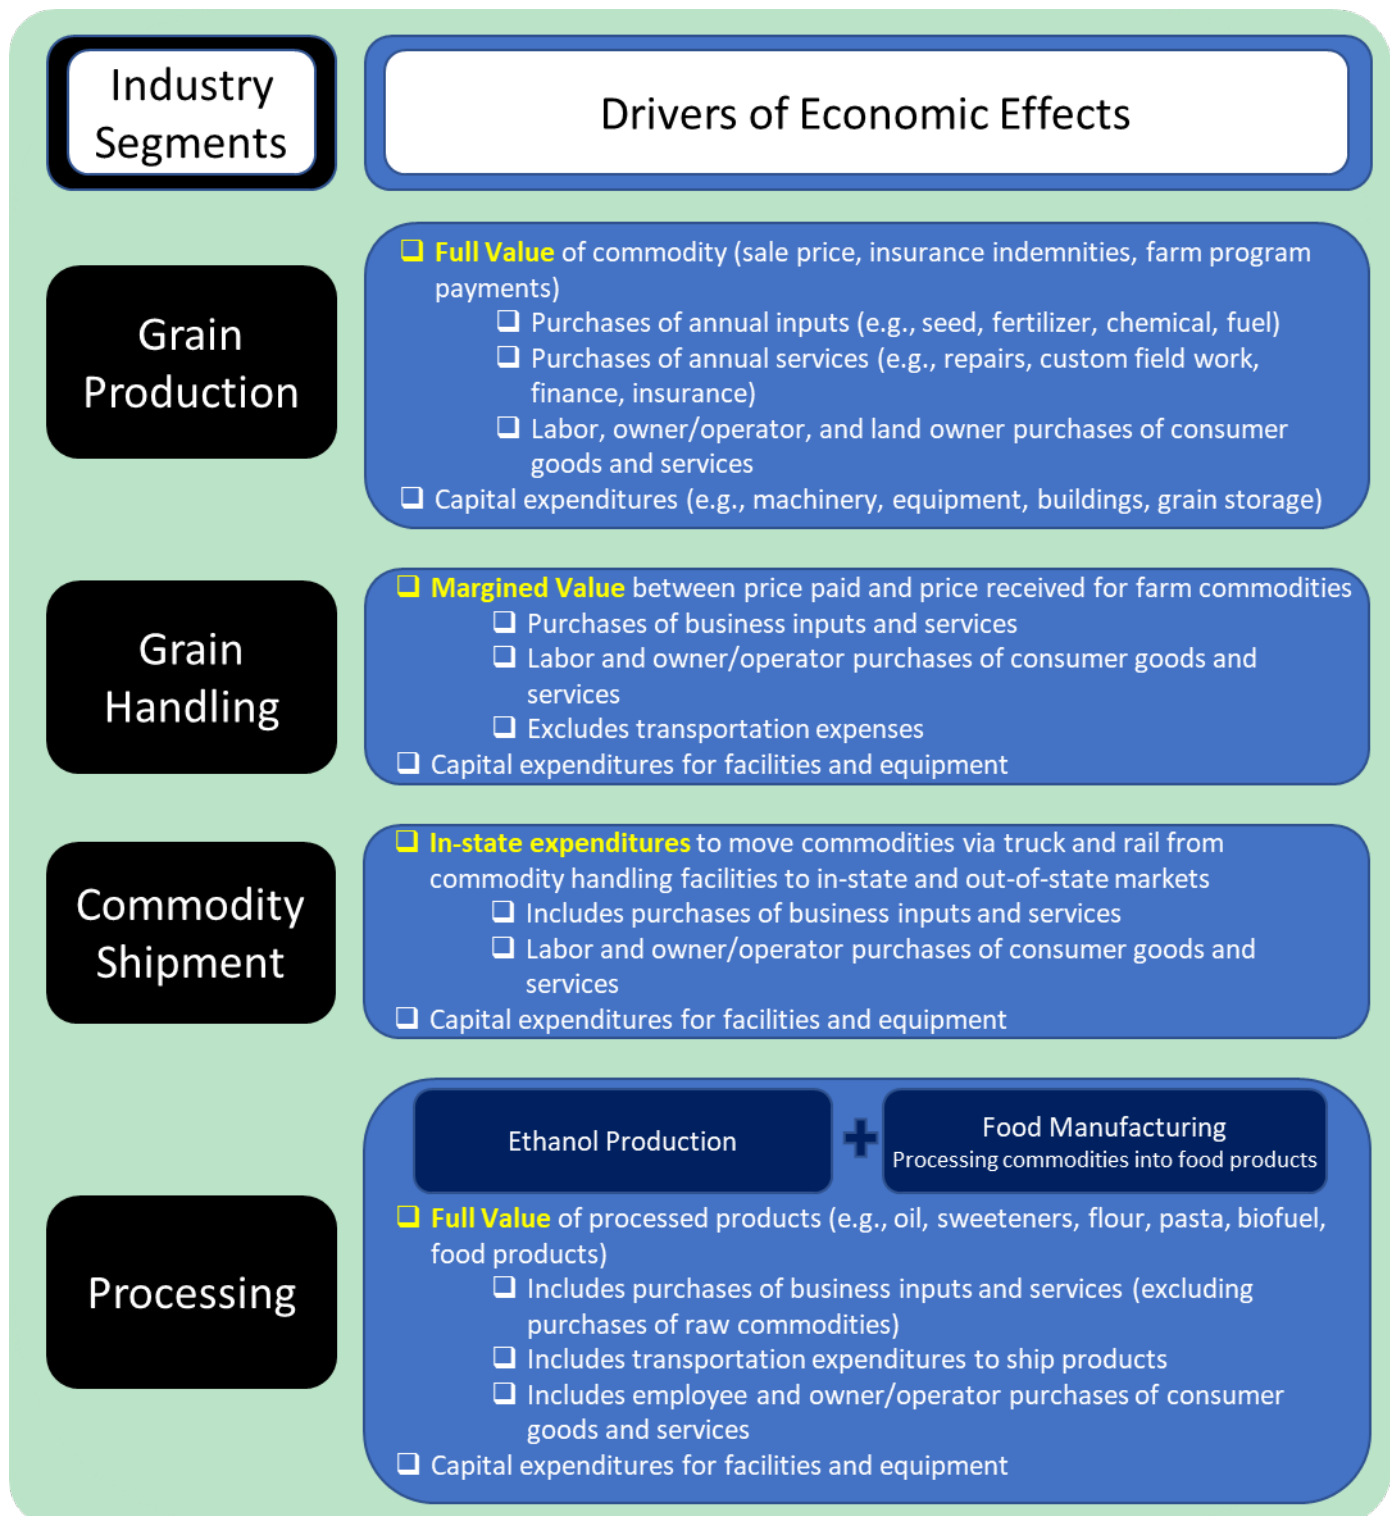 Industry
Segments
Drivers of Economic Effects
Grain
Production
❑ Full Value of commodity (sale price, insurance indemnities, farm program
payments)
❑ Purchases of annual inputs (e.g., seed, fertilizer, chemical, fuel)
❑ Purchases of annual services (e.g., repairs, custom field work,
finance, insurance)
❑ Labor, owner/operator, and land owner purchases of consumer
goods and services
❑ Capital expenditures (e.g., machinery, equipment, buildings, grain storage)
Grain
Handling
❑ Margined Value between price paid and price received for farm commodities
❑ Purchases of business inputs and services
❑ Labor and owner/operator purchases of consumer goods and
services
❑ Excludes transportation expenses
❑ Capital expenditures for facilities and equipment
Commodity
Shipment
❑ In-state expenditures to move commodities via truck and rail from
commodity handling facilities to in-state and out-of-state markets
❑ Includes purchases of business inputs and services
❑ Labor and owner/operator purchases of consumer goods and
services
❑ Capital expenditures for facilities and equipment
Processing
Ethanol Production
Food Manufacturing
Processing commodities into food products
❑ Full Value of processed products (e.g., oil, sweeteners, flour, pasta, biofuel,
food products)
❑ Includes purchases of business inputs and services (excluding
purchases of raw commodities)
❑ Includes transportation expenditures to ship products
❑ Includes employee and owner/operator purchases of consumer
goods and services
❑ Capital expenditures for facilities and equipment